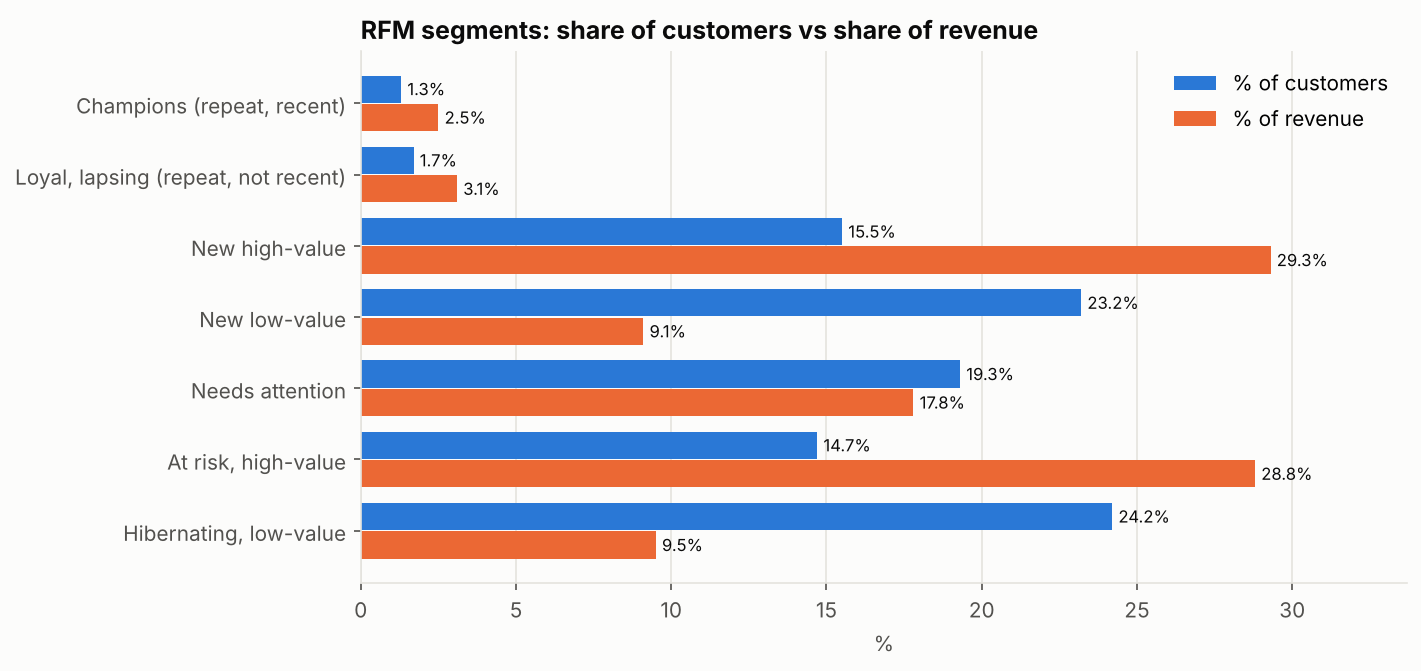 RFM segments: share of customers vs share of revenue
% of customers
% of revenue
Champions (repeat, recent)
1.3%
2.5%
Loyal, lapsing (repeat, not recent)
1.7%
3.1%
New high-value
15.5%
29.3%
New low-value
23.2%
9.1%
Needs attention
19.3%
17.8%
At risk, high-value
14.7%
28.8%
Hibernating, low-value
24.2%
9.5%
0 5 10 15 20 25 30
%